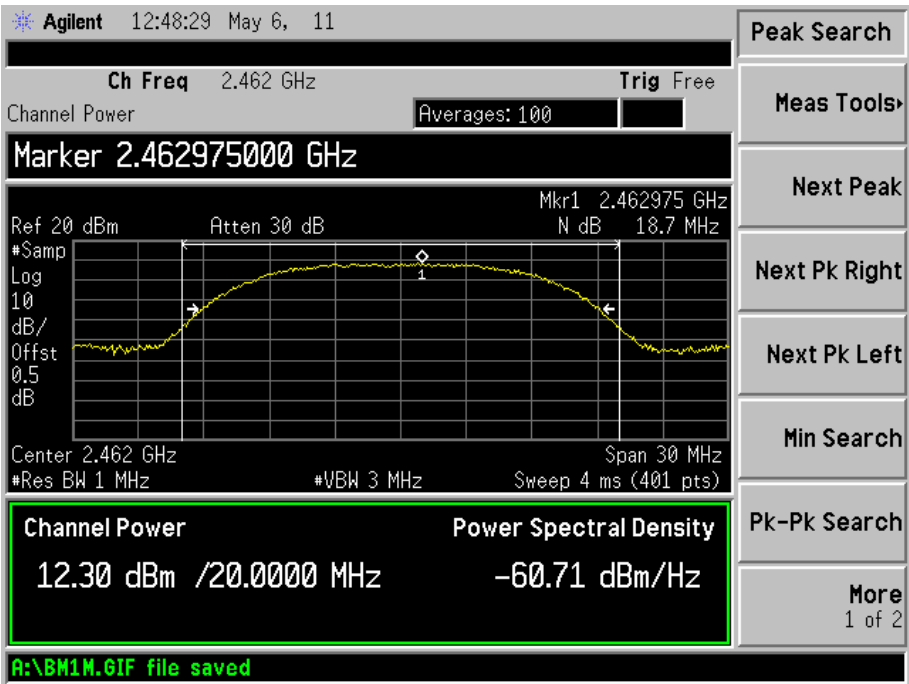 Agilent 12:48:29 May 6, 11
Peak Search
Ch Freq 2.462 GHz Trig Free
Channel Power Averages: 100
Meas Tools
Marker 2.462975000 GHz
Next Peak
Mkr1 2.462975 GHz
Ref 20 dBm Atten 30 dB N dB 18.7 MHz
#Samp
Log
10
dB/
Offst
0.5
dB
1
Next Pk Right
Next Pk Left
Center 2.462 GHz Span 30 MHz
#Res BW 1 MHz #VBW 3 MHz Sweep 4 ms (401 pts)
Min Search
Channel Power Power Spectral Density
12.30 dBm /20.0000 MHz -60.71 dBm/Hz
Pk-Pk Search
More
1 of 2
A:\BM1M.GIF file saved